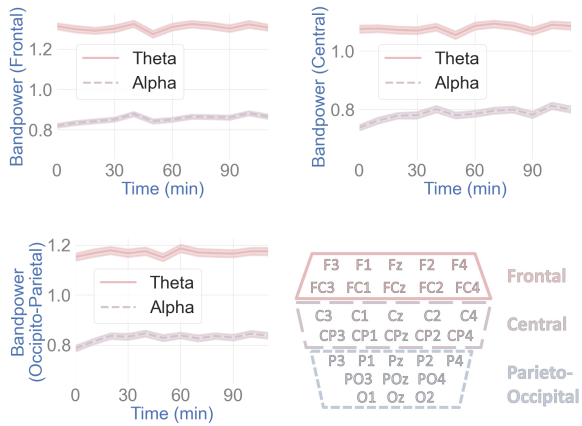 Bandpower (Frontal)
1.2
1.0
0.8
Theta
Alpha
0 30 60 90
Time (min)
Bandpower (Central)
1.0
0.8
Theta
Alpha
0 30 60 90
Time (min)
Bandpower
(Occipito-Parietal)
1.2
1.0
0.8
Theta
Alpha
0 30 60 90
Time (min)
F3 F1 Fz F2 F4
FC3 FC1 FCz FC2 FC4
Frontal
C3 C1 Cz C2 C4
CP3 CP1 CPz CP2 CP4
Central
P3 P1 Pz P2 P4
PO3 POz PO4
O1 Oz O2
Parieto-
Occipital